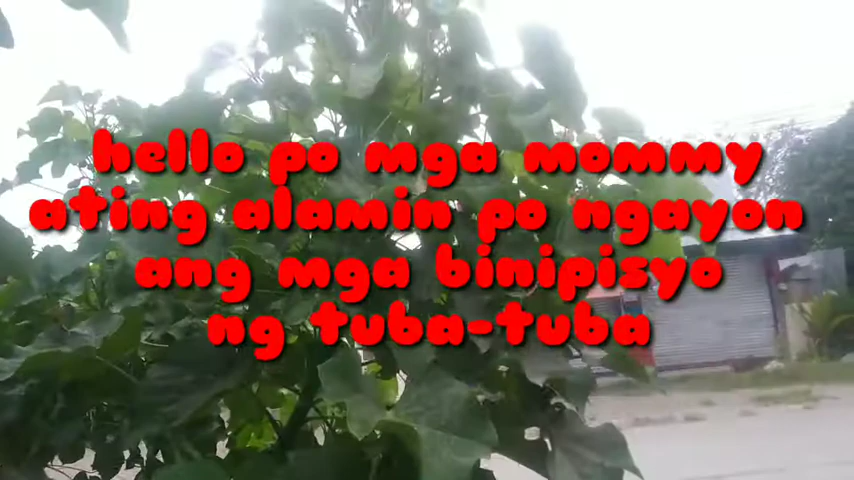 hello po mga mommy
ating alamin po ngayon
ang mga binipisyo
ng tuba-tuba